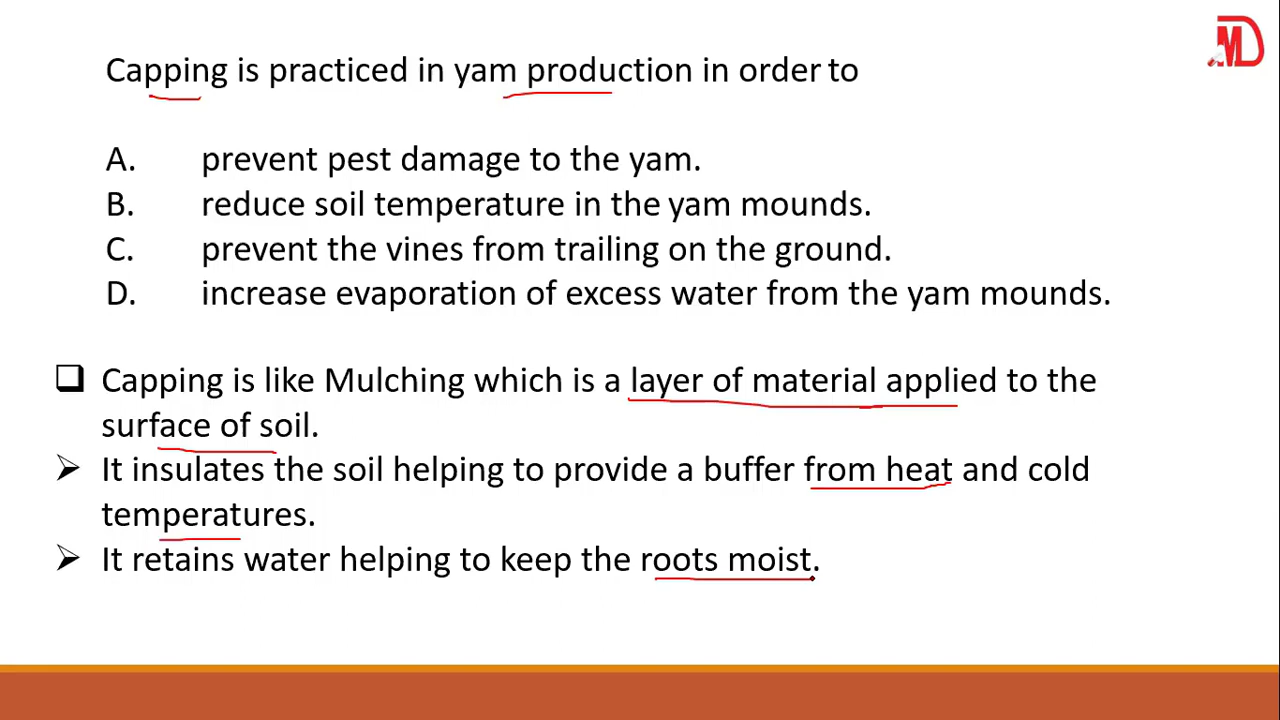 MD
Capping is practiced in yam production in order to
A. prevent pest damage to the yam.
B. reduce soil temperature in the yam mounds.
C. prevent the vines from trailing on the ground.
D. increase evaporation of excess water from the yam mounds.
❑ Capping is like Mulching which is a layer of material applied to the
surface of soil.
➢ It insulates the soil helping to provide a buffer from heat and cold
temperatures.
➢ It retains water helping to keep the roots moist.